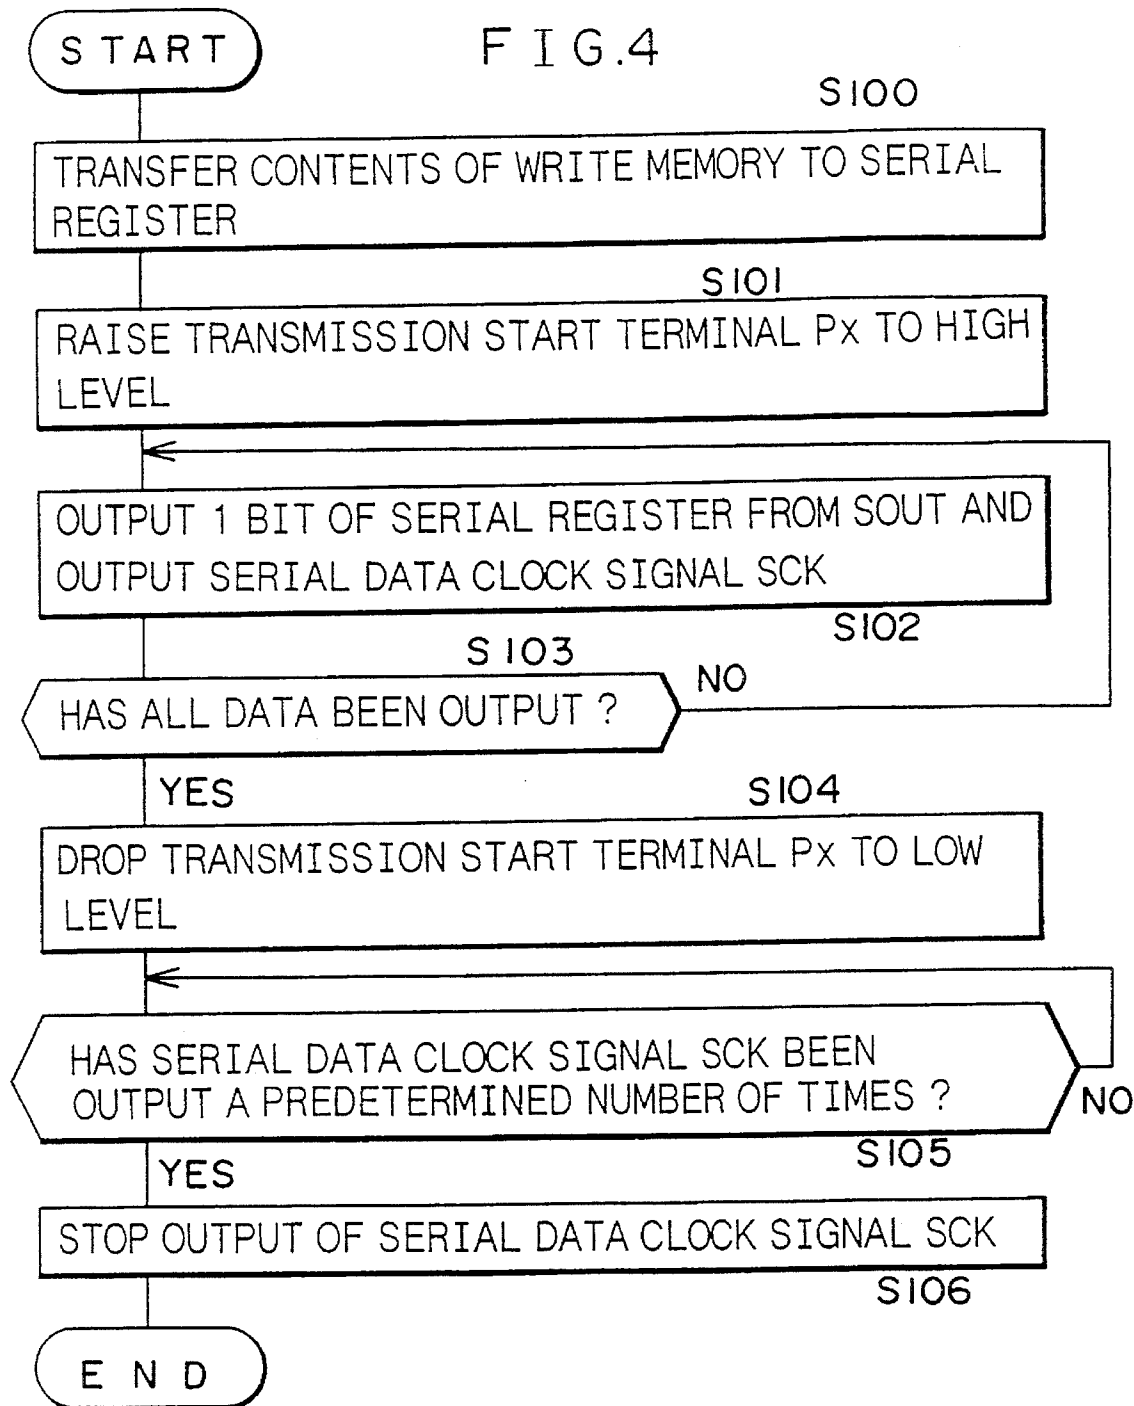 START
FIG.4
S100
TRANSFER CONTENTS OF WRITE MEMORY TO SERIAL
REGISTER
S101
RAISE TRANSMISSION START TERMINAL Px TO HIGH
LEVEL
OUTPUT 1 BIT OF SERIAL REGISTER FROM SOUT AND
OUTPUT SERIAL DATA CLOCK SIGNAL SCK
S102
S103
HAS ALL DATA BEEN OUTPUT ?
NO
YES
S104
DROP TRANSMISSION START TERMINAL Px TO LOW
LEVEL
HAS SERIAL DATA CLOCK SIGNAL SCK BEEN
OUTPUT A PREDETERMINED NUMBER OF TIMES ?
NO
S105
YES
STOP OUTPUT OF SERIAL DATA CLOCK SIGNAL SCK
S106
END